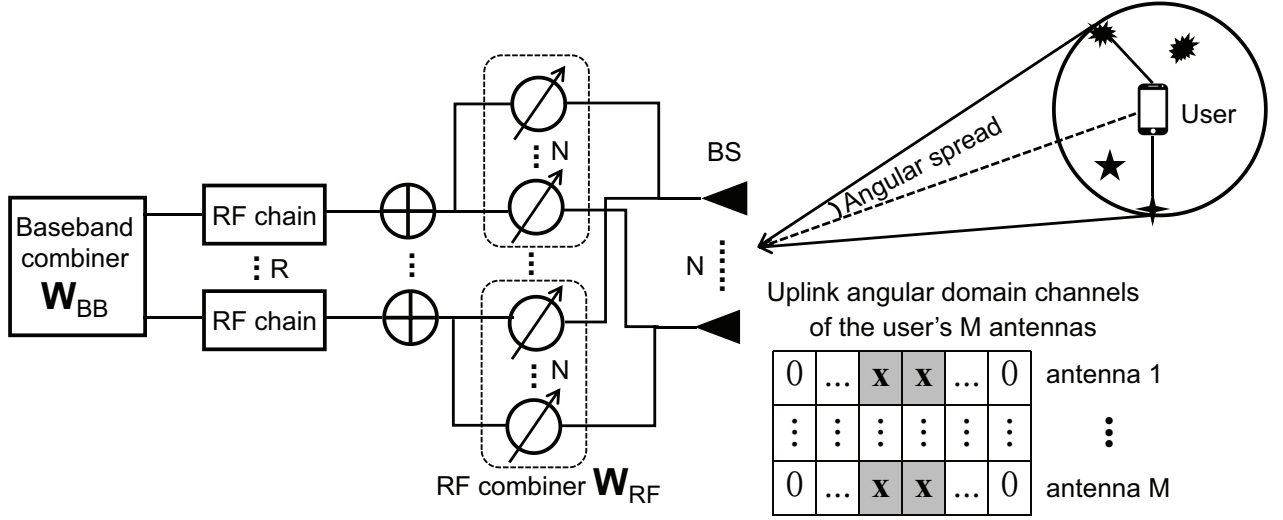 Baseband
combiner
W_BB
RF chain
R
RF chain
N
N
RF combiner W_RF
BS
N
Angular spread
User
Uplink angular domain channels
of the user's M antennas
0 ... x x ... 0 antenna 1
⋮ ⋮ ⋮ ⋮ ⋮ ⋮ ⋮
0 ... x x ... 0 antenna M